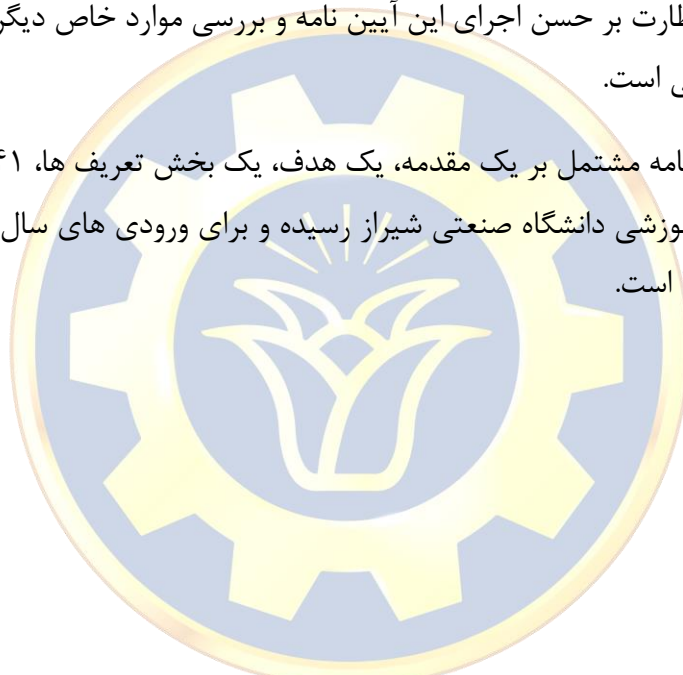 ظارت بر حسن اجرای این آیین نامه و بررسی موارد خاص دیگر
ی است.
امه مشتمل بر یک مقدمه، یک هدف، یک بخش تعریف ها، ۴۱
وزشی دانشگاه صنعتی شیراز رسیده و برای ورودی های سال
است.